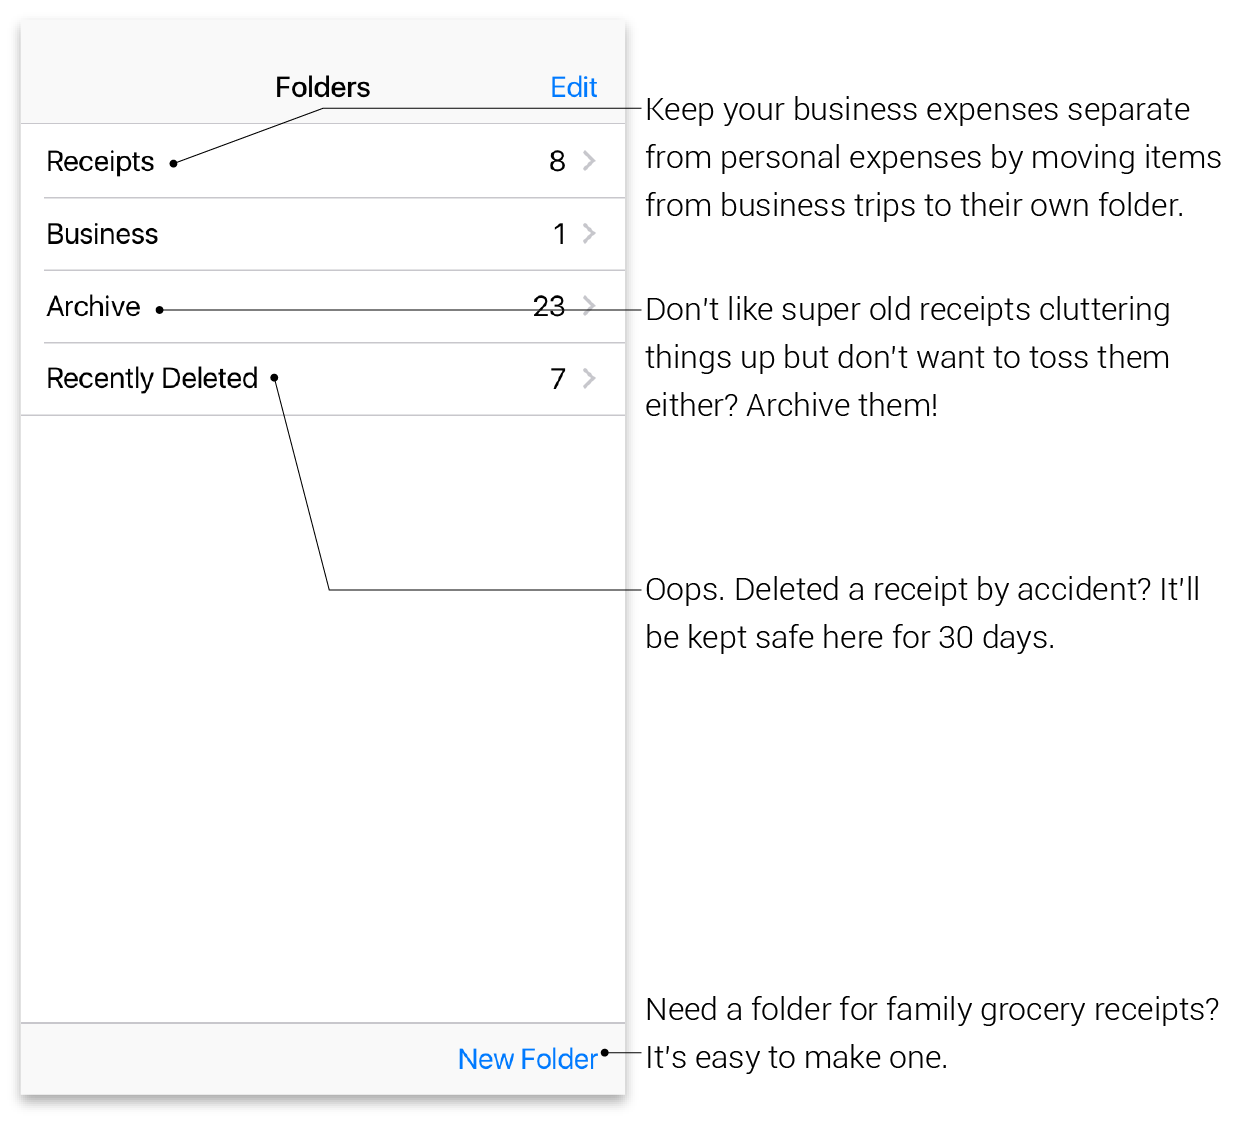 Folders Edit
Receipts 8
Business 1
Archive 23
Recently Deleted 7
New Folder
Keep your business expenses separate
from personal expenses by moving items
from business trips to their own folder.
Don't like super old receipts cluttering
things up but don't want to toss them
either? Archive them!
Oops. Deleted a receipt by accident? It'll
be kept safe here for 30 days.
Need a folder for family grocery receipts?
It's easy to make one.